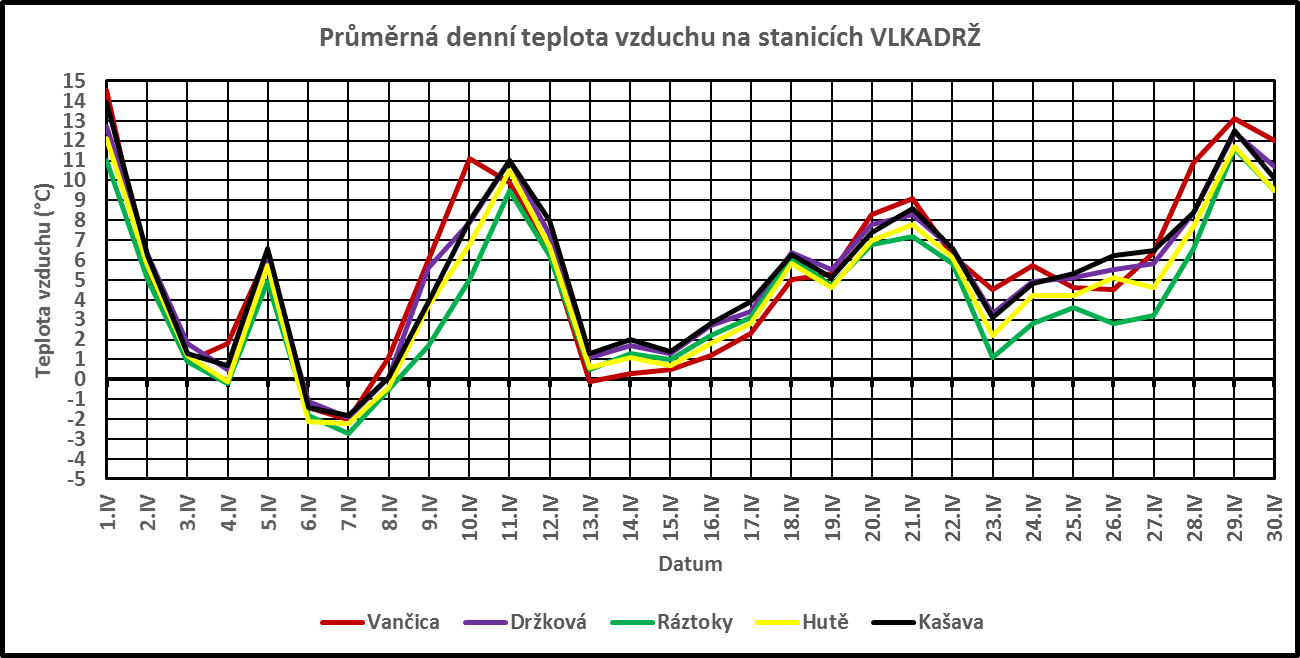 Průměrná denní teplota vzduchu na stanicích VLKADRŽ
Teplota vzduchu (°C)
15
14
13
12
11
10
9
8
7
6
5
4
3
2
1
0
-1
-2
-3
-4
-5
1.IV
2.IV
3.IV
4.IV
5.IV
6.IV
7.IV
8.IV
9.IV
10.IV
11.IV
12.IV
13.IV
14.IV
15.IV
16.IV
17.IV
18.IV
19.IV
20.IV
21.IV
22.IV
23.IV
24.IV
25.IV
26.IV
27.IV
28.IV
29.IV
30.IV
Datum
Vančica Držková Ráztoky Hutě Kašava